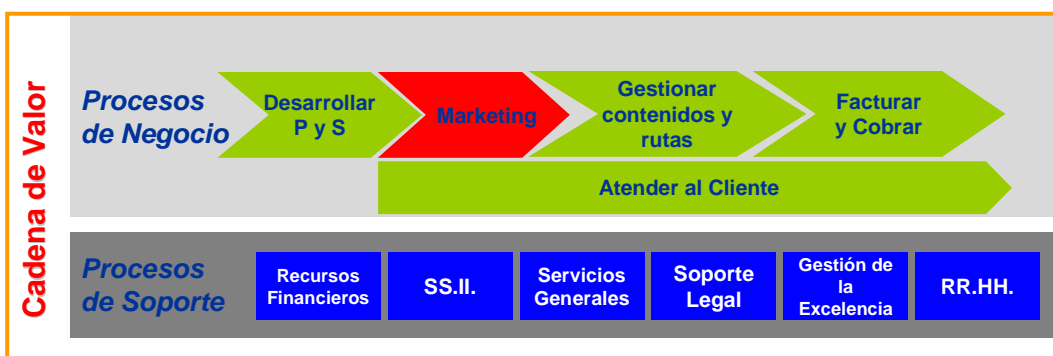 Cadena de Valor
Procesos
de Negocio
Desarrollar
P y S
Marketing
Gestionar
contenidos y
rutas
Facturar
y Cobrar
Atender al Cliente
Procesos
de Soporte
Recursos
Financieros
SS.II.
Servicios
Generales
Soporte
Legal
Gestión de
la
Excelencia
RR.HH.